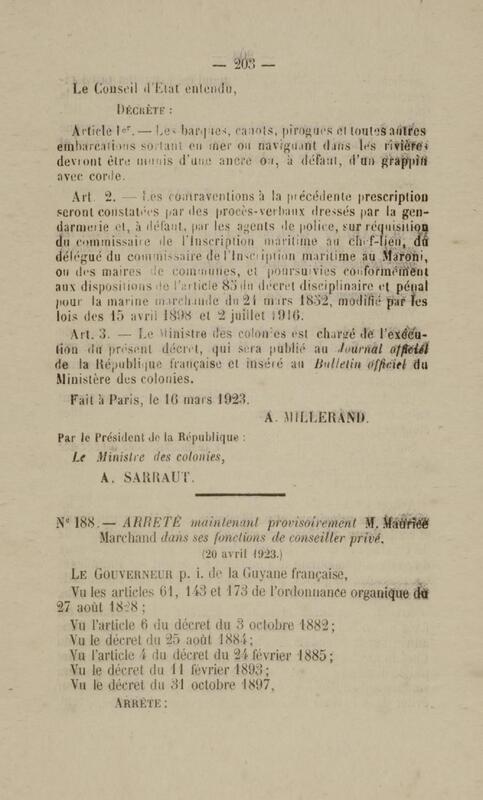 — 203 —
Le Conseil d'Etat entendu,
DÉCRÈTE :
Article 1er. — Les barques, canots, pirogues et toutes autres
embarcations sortant en mer ou naviguant dans les rivières
devront être munis d'une ancre ou, à défaut, d'un grappin
avec corde.
Art. 2. — Les contraventions à la précédente prescription
seront constatées par des procès-verbaux dressés par la gen-
darmerie et, à défaut, par les agents de police, sur réquisition
du commissaire de l'Inscription maritime au chef-lieu, du
délégué du commissaire de l'Inscription maritime au Maroni,
ou des maires de communes, et poursuivies conformément
aux dispositions de l'article 85 du décret disciplinaire et pénal
pour la marine marchande du 24 mars 1852, modifié par les
lois des 15 avril 1898 et 2 juillet 1916.
Art. 3. — Le Ministre des colonies est chargé de l'exécu-
tion du présent décret, qui sera publié au Journal officiel
de la République française et inséré au Bulletin officiel du
Ministère des colonies.
Fait à Paris, le 16 mars 1923.
A. MILLERAND.
Par le Président de la République :
Le Ministre des colonies,
A. SARRAUT.
N° 188. — ARRETÉ maintenant provisoirement M. Maurice
Marchand dans ses fonctions de conseiller privé.
(20 avril 1923.)
LE GOUVERNEUR p. i. de la Guyane française,
Vu les articles 61, 143 et 173 de l'ordonnance organique du
27 août 1828 ;
Vu l'article 6 du décret du 3 octobre 1882 ;
Vu le décret du 25 août 1884 ;
Vu l'article 4 du décret du 24 février 1885 ;
Vu le décret du 11 février 1893 ;
Vu le décret du 31 octobre 1897,
ARRÊTE :